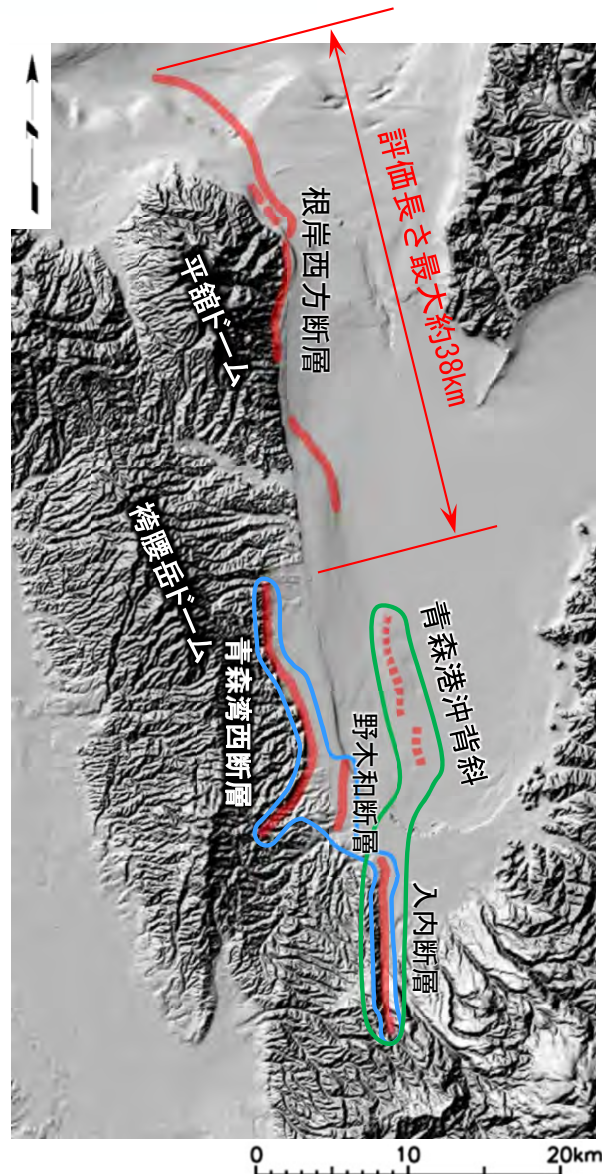 評価長さ最大約38km
根岸西方断層
平舘ドーム
袴腰岳ドーム
青森港沖背斜
青森湾西断層
野木和断層
入内断層
0 10 20km